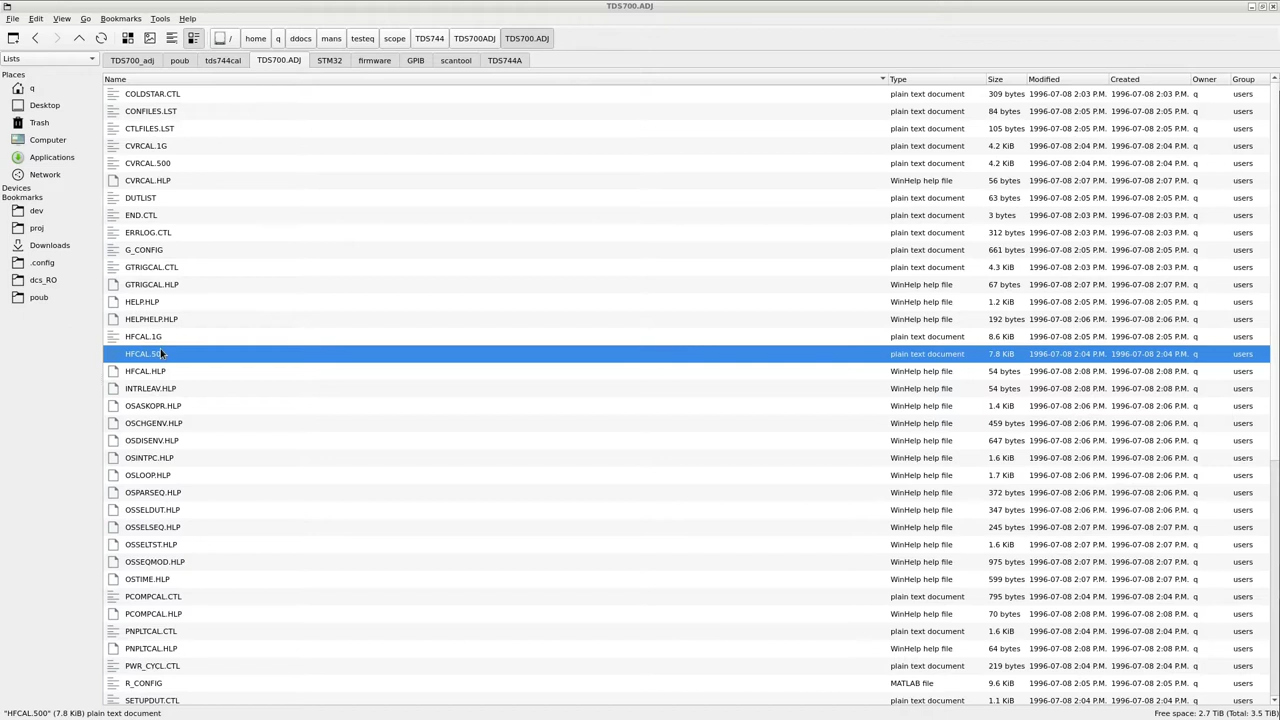 TDS700.ADJ
File Edit View Go Bookmarks Tools Help
/ home q ddocs mans testeq scope TDS744 TDS700ADJ TDS700.ADJ
Lists TDS700_adj poub tds744cal TDS700.ADJ STM32 firmware GPIB scantool TDS744A
Places
q
Desktop
Trash
Computer
Applications
Network
Devices
Bookmarks
dev
proj
Downloads
.config
dcs_RO
poub
Name Type Size Modified Created Owner Group
COLDSTAR.CTL plain text document 309 bytes 1996-07-08 2:03 P.M. 1996-07-08 2:03 P.M. q users
CONFILES.LST plain text document 24 bytes 1996-07-08 2:05 P.M. 1996-07-08 2:05 P.M. q users
CTLFILES.LST plain text document 205 bytes 1996-07-08 2:05 P.M. 1996-07-08 2:05 P.M. q users
CVRCAL.1G plain text document 4.2 KiB 1996-07-08 2:04 P.M. 1996-07-08 2:04 P.M. q users
CVRCAL.500 plain text document 4.2 KiB 1996-07-08 2:04 P.M. 1996-07-08 2:04 P.M. q users
CVRCAL.HLP WinHelp help file 56 bytes 1996-07-08 2:07 P.M. 1996-07-08 2:07 P.M. q users
DUTLIST plain text document 63 bytes 1996-07-08 2:05 P.M. 1996-07-08 2:05 P.M. q users
END.CTL plain text document bytes 1996-07-08 2:04 P.M. 1996-07-08 2:04 P.M. q users
ERRLOG.CTL plain text document 312 bytes 1996-07-08 2:05 P.M. 1996-07-08 2:05 P.M. q users
G_CONFIG plain text document 561 bytes 1996-07-08 2:05 P.M. 1996-07-08 2:05 P.M. q users
GTRIGCAL.CTL plain text document 3.3 KiB 1996-07-08 2:03 P.M. 1996-07-08 2:03 P.M. q users
GTRIGCAL.HLP WinHelp help file 67 bytes 1996-07-08 2:07 P.M. 1996-07-08 2:07 P.M. q users
HELP.HLP WinHelp help file 1.2 KiB 1996-07-08 2:05 P.M. 1996-07-08 2:05 P.M. q users
HELPHELP.HLP WinHelp help file 192 bytes 1996-07-08 2:06 P.M. 1996-07-08 2:06 P.M. q users
HFCAL.1G plain text document 8.6 KiB 1996-07-08 2:05 P.M. 1996-07-08 2:05 P.M. q users
HFCAL.50 plain text document 7.8 KiB 1996-07-08 2:04 P.M. 1996-07-08 2:04 P.M. q users
HFCAL.HLP WinHelp help file 54 bytes 1996-07-08 2:08 P.M. 1996-07-08 2:08 P.M. q users
INTRLEAV.HLP WinHelp help file 54 bytes 1996-07-08 2:08 P.M. 1996-07-08 2:08 P.M. q users
OSASKOPR.HLP WinHelp help file 1.4 KiB 1996-07-08 2:06 P.M. 1996-07-08 2:06 P.M. q users
OSCHGENV.HLP WinHelp help file 459 bytes 1996-07-08 2:06 P.M. 1996-07-08 2:06 P.M. q users
OSDISENV.HLP WinHelp help file 647 bytes 1996-07-08 2:06 P.M. 1996-07-08 2:06 P.M. q users
OSINTPC.HLP WinHelp help file 1.6 KiB 1996-07-08 2:06 P.M. 1996-07-08 2:06 P.M. q users
OSLOOP.HLP WinHelp help file 1.7 KiB 1996-07-08 2:06 P.M. 1996-07-08 2:06 P.M. q users
OSPARSEQ.HLP WinHelp help file 372 bytes 1996-07-08 2:06 P.M. 1996-07-08 2:06 P.M. q users
OSSELDUT.HLP WinHelp help file 347 bytes 1996-07-08 2:06 P.M. 1996-07-08 2:06 P.M. q users
OSSELSEQ.HLP WinHelp help file 245 bytes 1996-07-08 2:07 P.M. 1996-07-08 2:07 P.M. q users
OSSELTST.HLP WinHelp help file 1.6 KiB 1996-07-08 2:07 P.M. 1996-07-08 2:07 P.M. q users
OSSEQMOD.HLP WinHelp help file 975 bytes 1996-07-08 2:07 P.M. 1996-07-08 2:07 P.M. q users
OSTIME.HLP WinHelp help file 599 bytes 1996-07-08 2:07 P.M. 1996-07-08 2:07 P.M. q users
PCOMPCAL.CTL plain text document bytes 1996-07-08 2:04 P.M. 1996-07-08 2:04 P.M. q users
PCOMPCAL.HLP WinHelp help file 70 bytes 1996-07-08 2:08 P.M. 1996-07-08 2:08 P.M. q users
PNPLTCAL.CTL plain text document KiB 1996-07-08 2:04 P.M. 1996-07-08 2:04 P.M. q users
PNPLTCAL.HLP WinHelp help file 64 bytes 1996-07-08 2:08 P.M. 1996-07-08 2:08 P.M. q users
PWR_CYCL.CTL plain text document bytes 1996-07-08 2:04 P.M. 1996-07-08 2:04 P.M. q users
R_CONFIG MATLAB file KiB 1996-07-08 2:05 P.M. 1996-07-08 2:05 P.M. q users
SETUPDUT.CTL plain text document 1.1 KiB 1996-07-08 2:04 P.M. 1996-07-08 2:04 P.M. q users
"HFCAL.500" (7.8 KiB) plain text document Free space: 2.7 TiB (Total: 3.5 TiB)